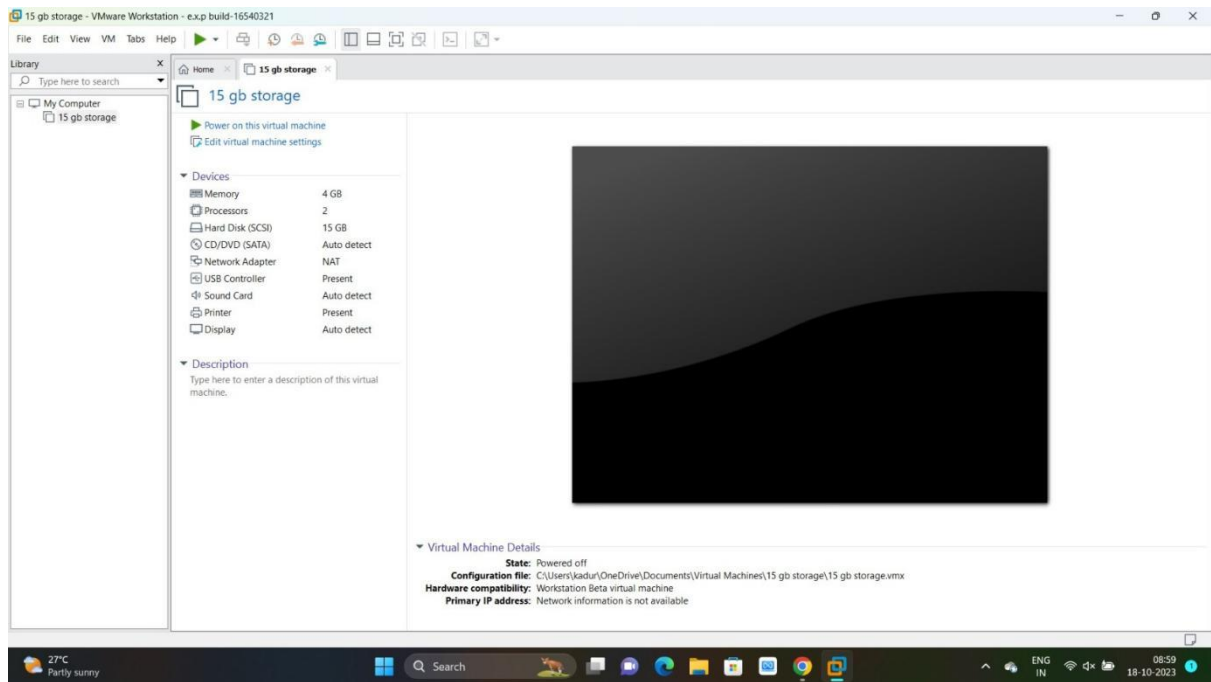 15 gb storage - VMware Workstation - e.x.p build-16540321
File Edit View VM Tabs Help
Library
Type here to search
My Computer
15 gb storage
Home
15 gb storage
15 gb storage
Power on this virtual machine
Edit virtual machine settings
Devices
Memory 4 GB
Processors 2
Hard Disk (SCSI) 15 GB
CD/DVD (SATA) Auto detect
Network Adapter NAT
USB Controller Present
Sound Card Auto detect
Printer Present
Display Auto detect
Description
Type here to enter a description of this virtual
machine.
Virtual Machine Details
State: Powered off
Configuration file: C:\Users\kadur\OneDrive\Documents\Virtual Machines\15 gb storage\15 gb storage.vmx
Hardware compatibility: Workstation Beta virtual machine
Primary IP address: Network information is not available
27°C
Partly sunny
Search
ENG
IN
08:59
18-10-2023
1